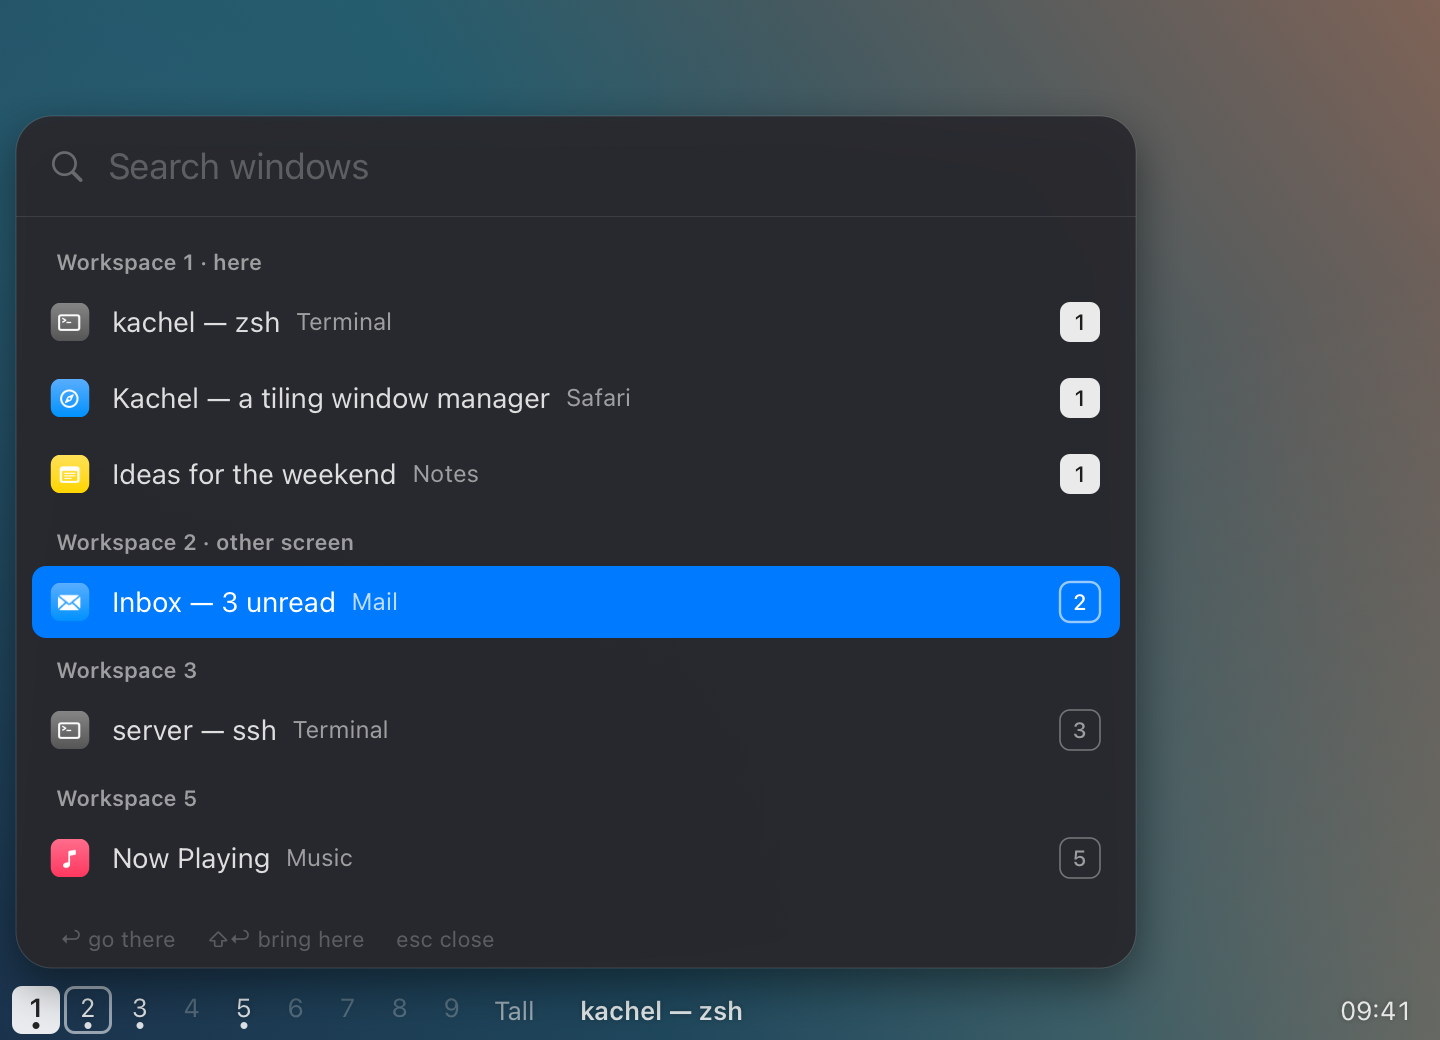 Search windows
Workspace 1 · here
kachel — zsh Terminal 1
Kachel — a tiling window manager Safari 1
Ideas for the weekend Notes 1
Workspace 2 · other screen
Inbox — 3 unread Mail 2
Workspace 3
server — ssh Terminal 3
Workspace 5
Now Playing Music 5
↩ go there ⇧↩ bring here esc close
1 2 3 4 5 6 7 8 9 Tall kachel — zsh 09:41